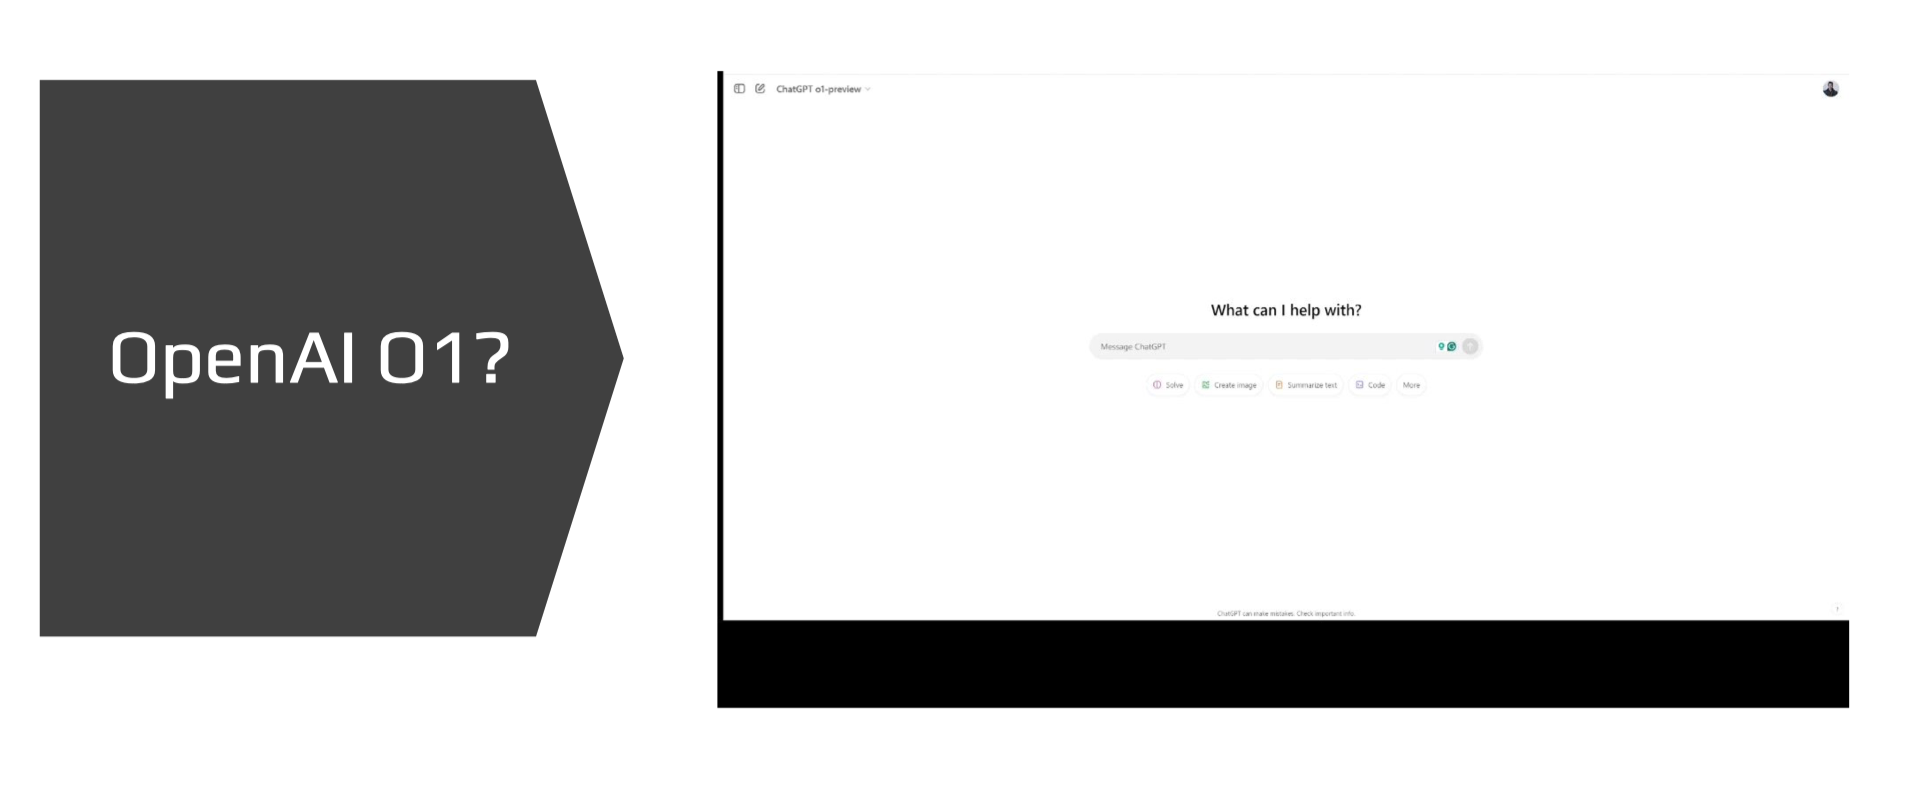 OpenAI O1?
ChatGPT o1-preview
What can I help with?
Message ChatGPT
Solve Create image Summarize text Code More
ChatGPT can make mistakes. Check important info.